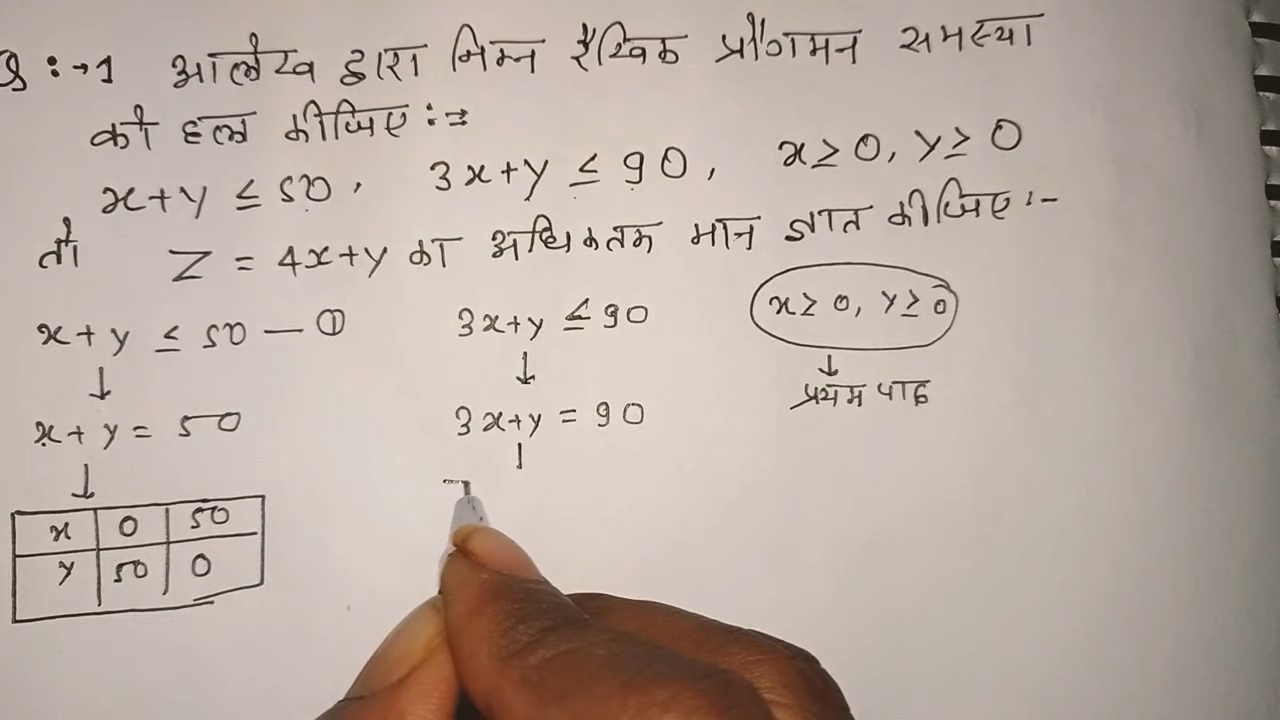 Q:→1 आलेख द्वारा निम्न रैखिक प्रोगामन समस्या
को हल कीजिए :⇒
x+y ≤ 50, 3x+y ≤ 90, x≥0, y≥0
तो Z = 4x+y का अधिकतम मान ज्ञात कीजिए :-
x + y ≤ 50 — ①
↓
x + y = 50
↓
x 0 50
y 50 0
3x+y ≤ 90
↓
3x+y = 90
x≥0, y≥0
↓
प्रथम पाद